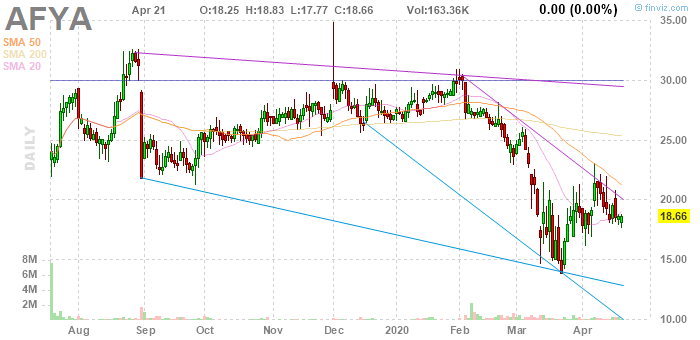 AFYA
Apr 21 O:18.25 H:18.83 L:17.77 C:18.66 Vol:163.36K 0.00 (0.00%)
© finviz.com
SMA 50
SMA 200
SMA 20
DAILY
35.00
30.00
25.00
20.00
18.66
15.00
10.00
8M
6M
4M
2M
Aug Sep Oct Nov Dec 2020 Feb Mar Apr